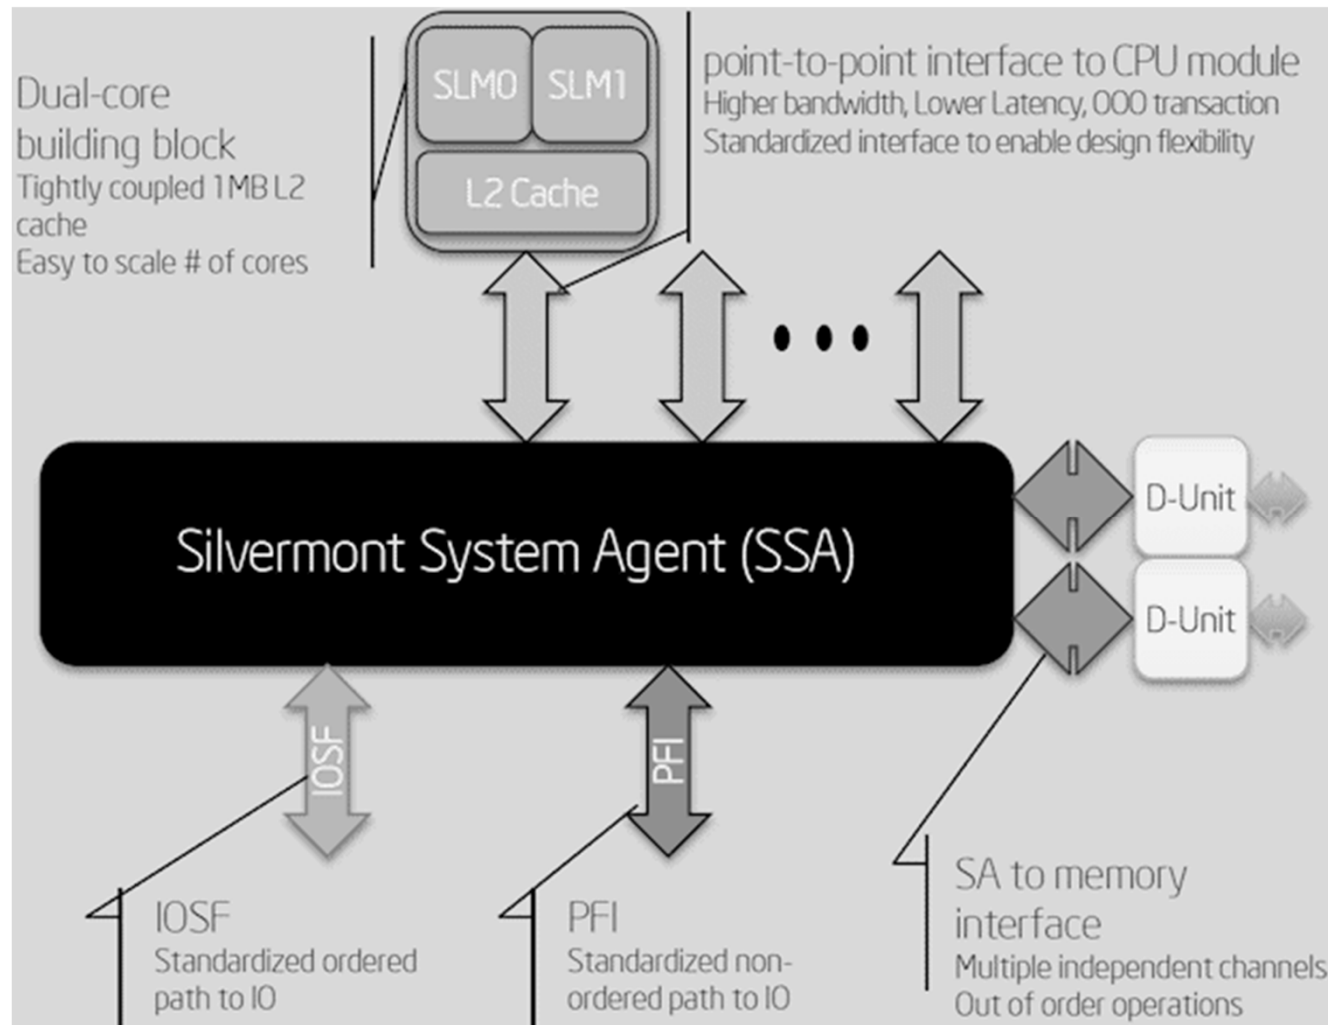 Dual-core
building block
Tightly coupled 1MB L2
cache
Easy to scale # of cores
SLM0 SLM1
L2 Cache
point-to-point interface to CPU module
Higher bandwidth, Lower Latency, OOO transaction
Standardized interface to enable design flexibility
Silvermont System Agent (SSA)
D-Unit
D-Unit
IOSF
PFI
IOSF
Standardized ordered
path to IO
PFI
Standardized non-
ordered path to IO
SA to memory
interface
Multiple independent channels
Out of order operations